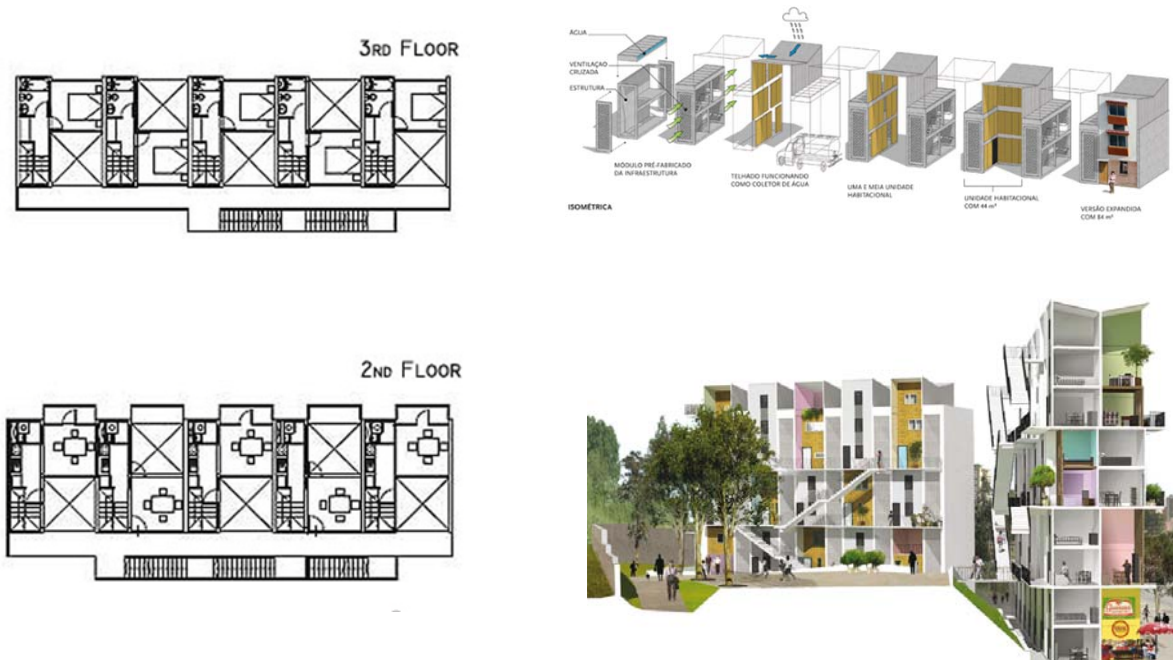 3RD FLOOR
2ND FLOOR
ÁGUA
VENTILAÇAO
CRUZADA
ESTRUTURA
MÓDULO PRÉ-FABRICADO
DA INFRAESTRUTURA
TELHADO FUNCIONANDO
COMO COLETOR DE ÁGUA
UMA E MEIA UNIDADE
HABITACIONAL
UNIDADE HABITACIONAL
COM 44 m²
VERSÃO EXPANDIDA
COM 84 m²
ISOMÉTRICA